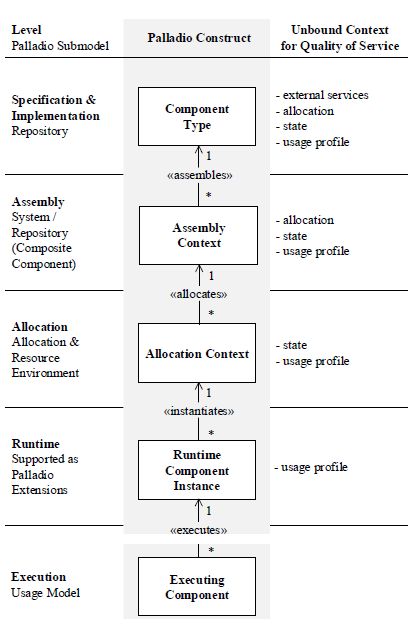 Level
Palladio Submodel
Palladio Construct
Unbound Context
for Quality of Service
Specification &
Implementation
Repository
Component
Type
- external services
- allocation
- state
- usage profile
1
«assembles»
*
Assembly
System /
Repository
(Composite
Component)
Assembly
Context
- allocation
- state
- usage profile
1
«allocates»
*
Allocation
Allocation &
Resource
Environment
Allocation Context
- state
- usage profile
1
«instantiates»
*
Runtime
Supported as
Palladio
Extensions
Runtime
Component
Instance
- usage profile
1
«executes»
*
Execution
Usage Model
Executing
Component